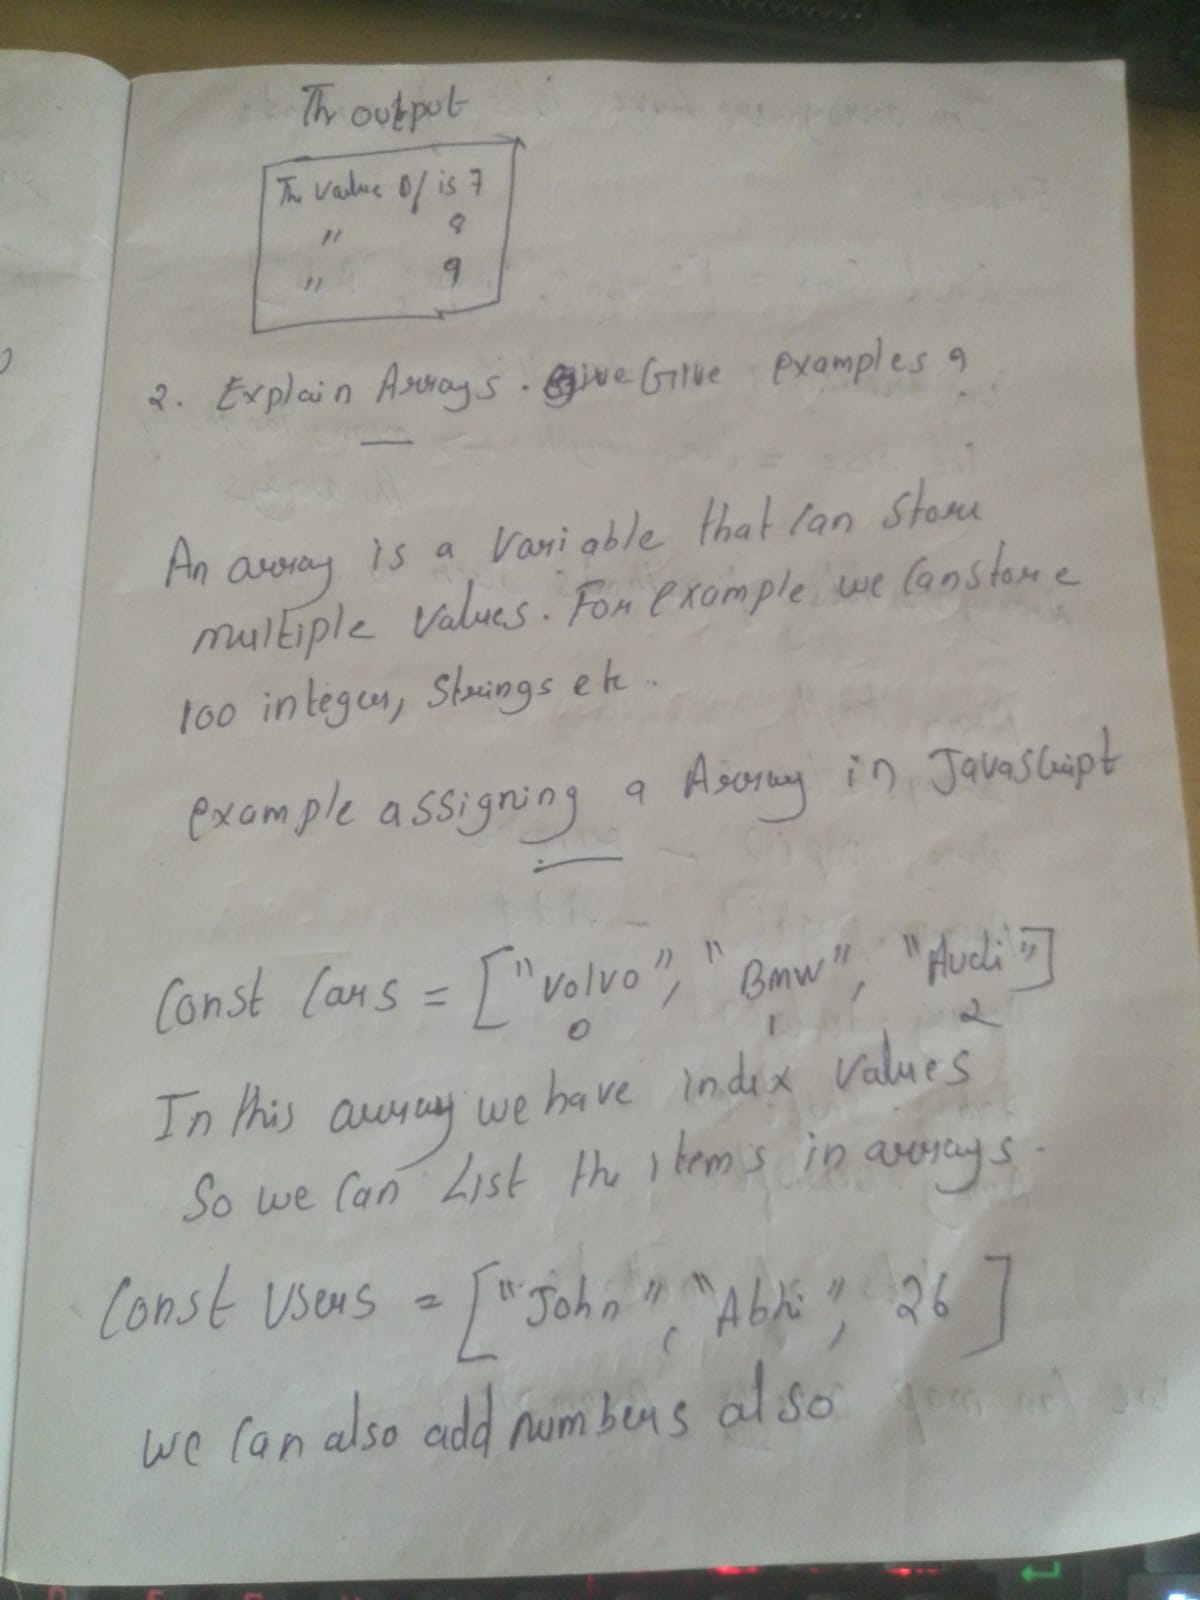 The output
The value of is 7
" 8
" 9
2. Explain Arrays. Give Give examples ?
An array is a Variable that can Store
multiple Values. For example we can store
100 integers, Strings etc..
example assigning a Array in Javascript
Const Cars = ["Volvo", "Bmw", "Audi"]
0 1 2
In this array we have index values
So we can List the items in arrays.
Const Users = ["John", "Abhi", 26]
we can also add numbers also